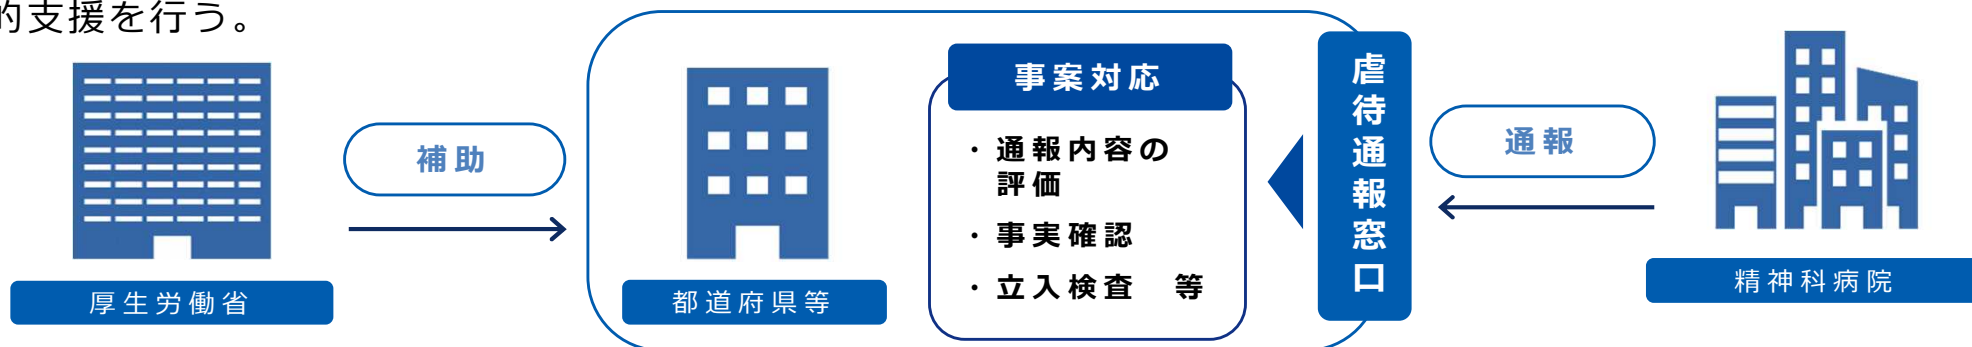 的支援を行う。
厚生労働省
補助
都道府県等
事案対応
・通報内容の
評価
・事実確認
・立入検査　等
虐待通報窓口
通報
精神科病院